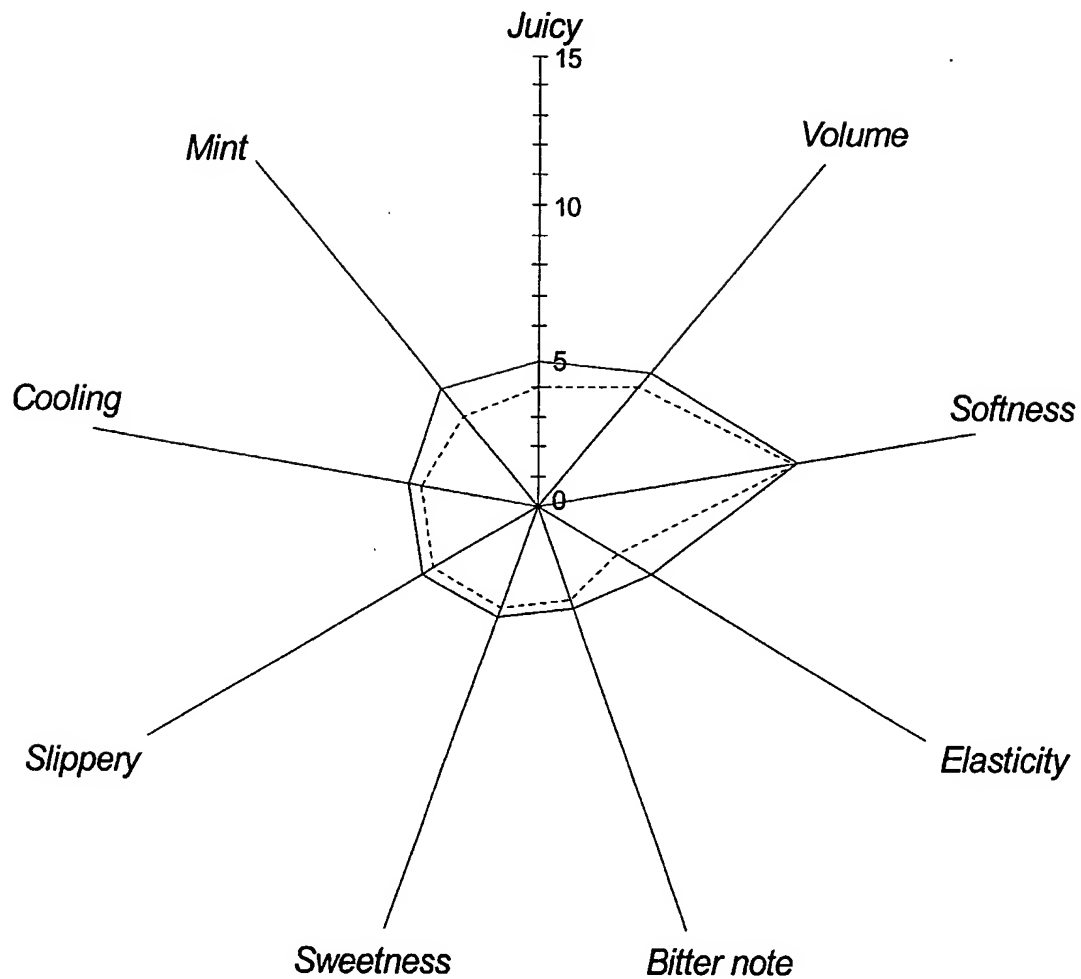 Juicy
15
Mint
Volume
10
5
Cooling
Softness
0
Slippery
Elasticity
Sweetness
Bitter note